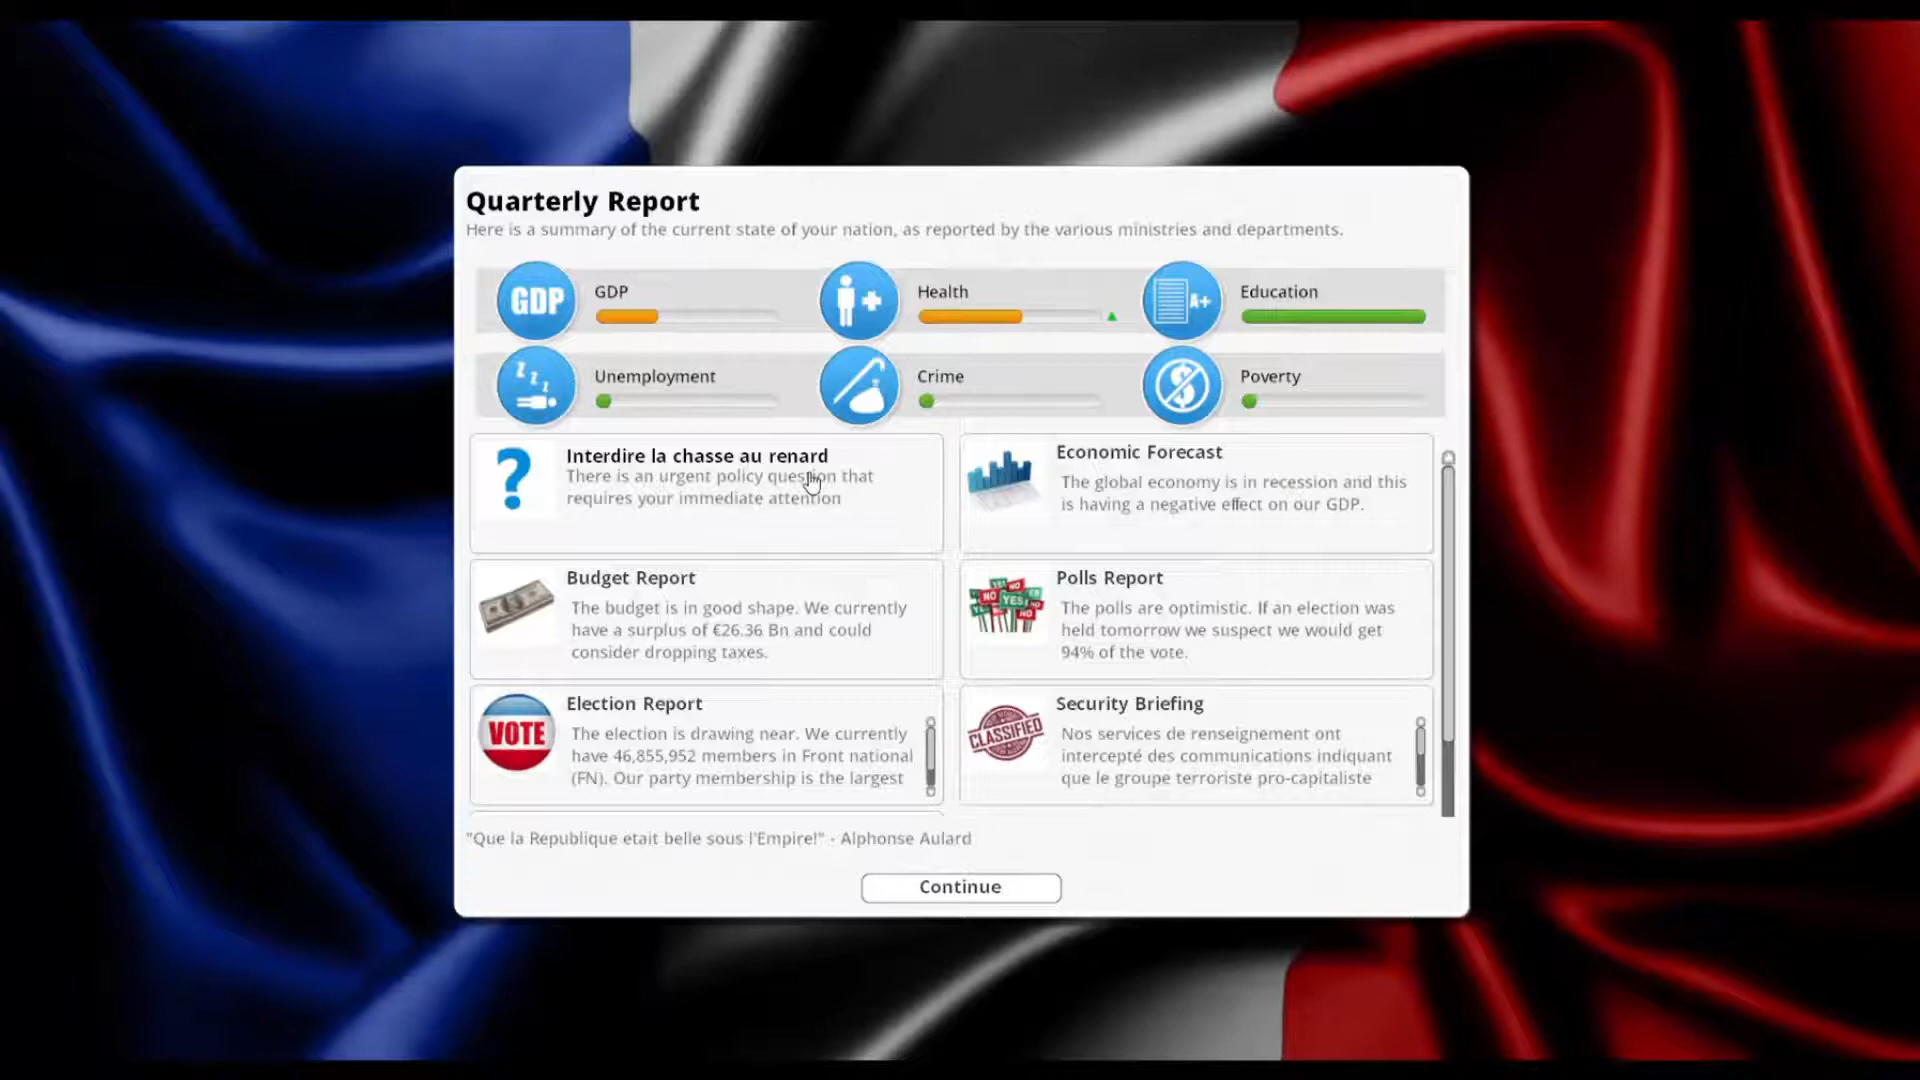 Quarterly Report
Here is a summary of the current state of your nation, as reported by the various ministries and departments.
GDP
GDP
Health
A+
Education
Z Z Z
Unemployment
Crime
$
Poverty
?
Interdire la chasse au renard
There is an urgent policy question that
requires your immediate attention
Economic Forecast
The global economy is in recession and this
is having a negative effect on our GDP.
Budget Report
The budget is in good shape. We currently
have a surplus of €26.36 Bn and could
consider dropping taxes.
YES NO
NO YES
NO
Polls Report
The polls are optimistic. If an election was
held tomorrow we suspect we would get
94% of the vote.
VOTE
Election Report
The election is drawing near. We currently
have 46,855,952 members in Front national
(FN). Our party membership is the largest
CLASSIFIED
Security Briefing
Nos services de renseignement ont
intercepté des communications indiquant
que le groupe terroriste pro-capitaliste
"Que la Republique etait belle sous l'Empire!" - Alphonse Aulard
Continue